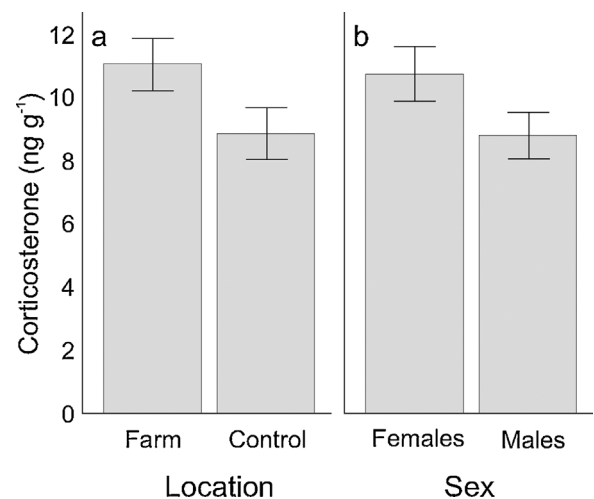 a
b
12
10
8
6
4
2
0
Corticosterone (ng g⁻¹)
Farm Control
Females Males
Location
Sex